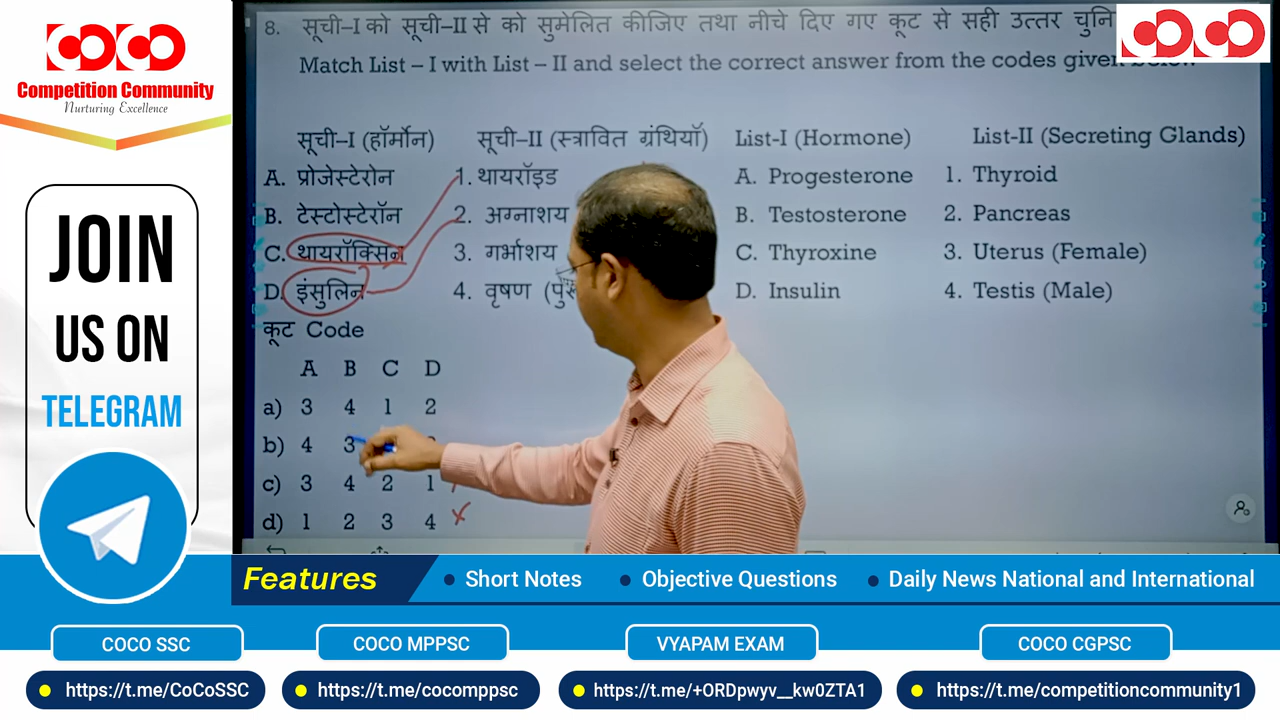 COCO
Competition Community
Nurturing Excellence
JOIN
US ON
TELEGRAM
COCO
8. सूची–I को सूची–II से को सुमेलित कीजिए तथा नीचे दिए गए कूट से सही उत्तर चुनि
Match List – I with List – II and select the correct answer from the codes given below
सूची–I (हॉर्मोन) सूची–II (स्त्रावित ग्रंथियॉ) List-I (Hormone) List-II (Secreting Glands)
A. प्रोजेस्टेरोन 1. थायरॉइड A. Progesterone 1. Thyroid
B. टेस्टोस्टेरॉन 2. अग्नाशय B. Testosterone 2. Pancreas
C. थायरॉक्सिन 3. गर्भाशय C. Thyroxine 3. Uterus (Female)
D. इंसुलिन 4. वृषण D. Insulin 4. Testis (Male)
कूट Code
A B C D
a) 3 4 1 2
b) 4 3
c) 3 4 2 1
d) 1 2 3 4
Features
Short Notes
Objective Questions
Daily News National and International
COCO SSC
COCO MPPSC
VYAPAM EXAM
COCO CGPSC
https://t.me/CoCoSSC
https://t.me/cocomppsc
https://t.me/+ORDpwyv__kw0ZTA1
https://t.me/competitioncommunity1